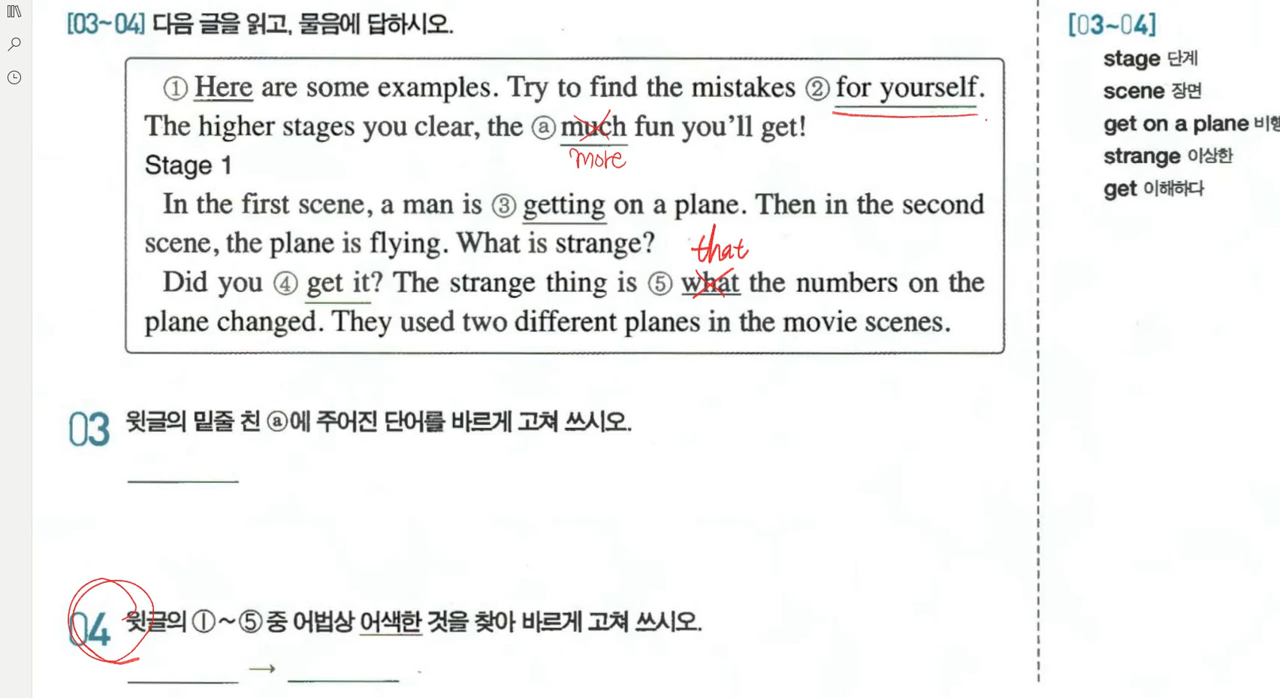 [03~04] 다음 글을 읽고, 물음에 답하시오.
① Here are some examples. Try to find the mistakes ② for yourself.
The higher stages you clear, the ⓐ much fun you'll get!
more
Stage 1
In the first scene, a man is ③ getting on a plane. Then in the second
scene, the plane is flying. What is strange?
that
Did you ④ get it? The strange thing is ⑤ what the numbers on the
plane changed. They used two different planes in the movie scenes.
03 윗글의 밑줄 친 ⓐ에 주어진 단어를 바르게 고쳐 쓰시오.
04 윗글의 ①~⑤ 중 어법상 어색한 것을 찾아 바르게 고쳐 쓰시오.
→
[03~04]
stage 단계
scene 장면
get on a plane
strange 이상한
get 이해하다